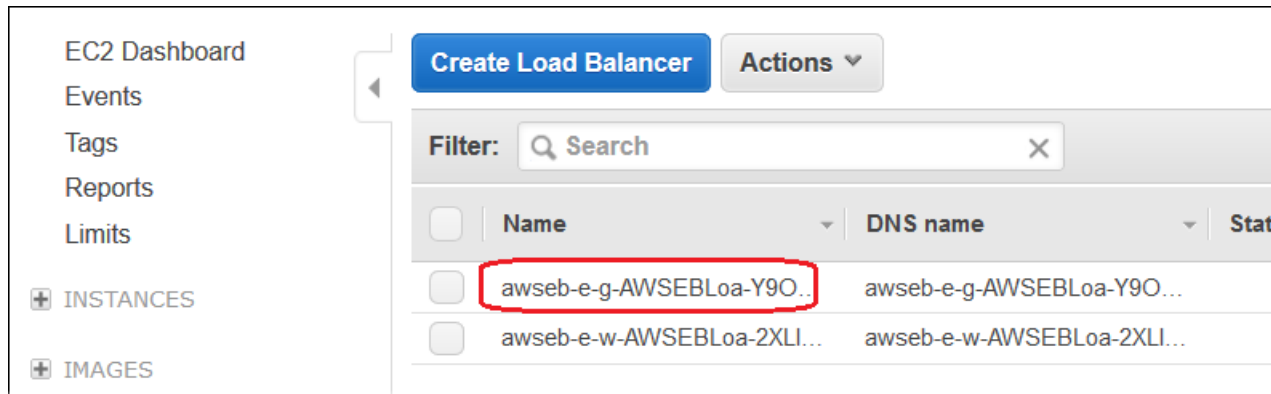 EC2 Dashboard
Events
Tags
Reports
Limits
INSTANCES
IMAGES
Create Load Balancer Actions
Filter: Search
Name DNS name Stat
awseb-e-g-AWSEBLoa-Y9O... awseb-e-g-AWSEBLoa-Y9O...
awseb-e-w-AWSEBLoa-2XLI... awseb-e-w-AWSEBLoa-2XLI...